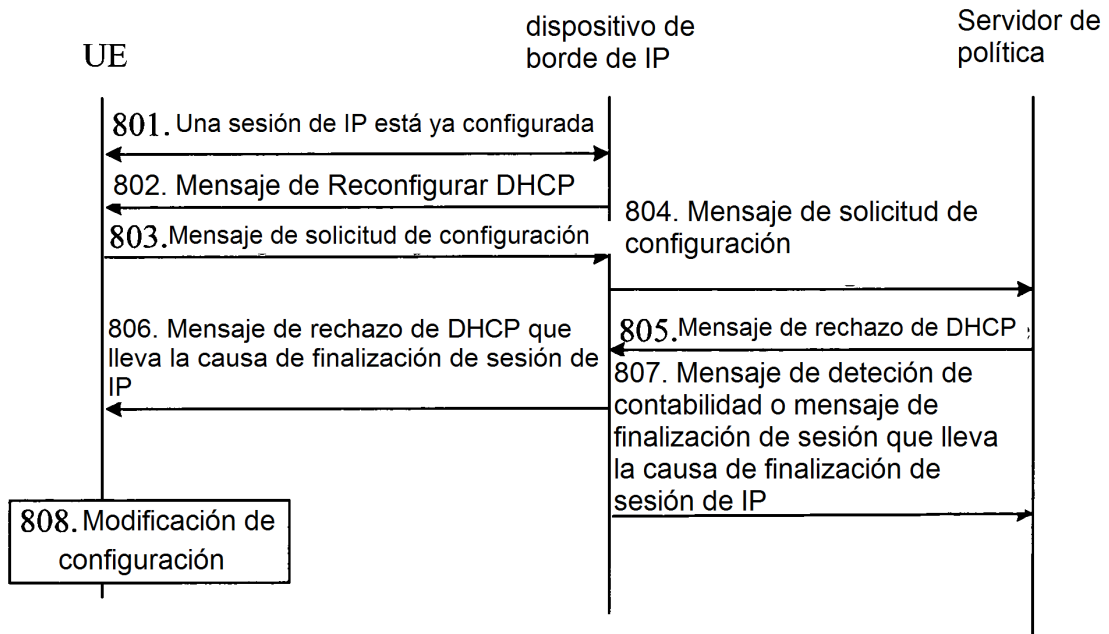 UE
dispositivo de
borde de IP
Servidor de
política
801. Una sesión de IP está ya configurada
802. Mensaje de Reconfigurar DHCP
803. Mensaje de solicitud de configuración
804. Mensaje de solicitud de
configuración
805. Mensaje de rechazo de DHCP
806. Mensaje de rechazo de DHCP que
lleva la causa de finalización de sesión de
IP
807. Mensaje de deteción de
contabilidad o mensaje de
finalización de sesión que lleva
la causa de finalización de
sesión de IP
808. Modificación de
configuración